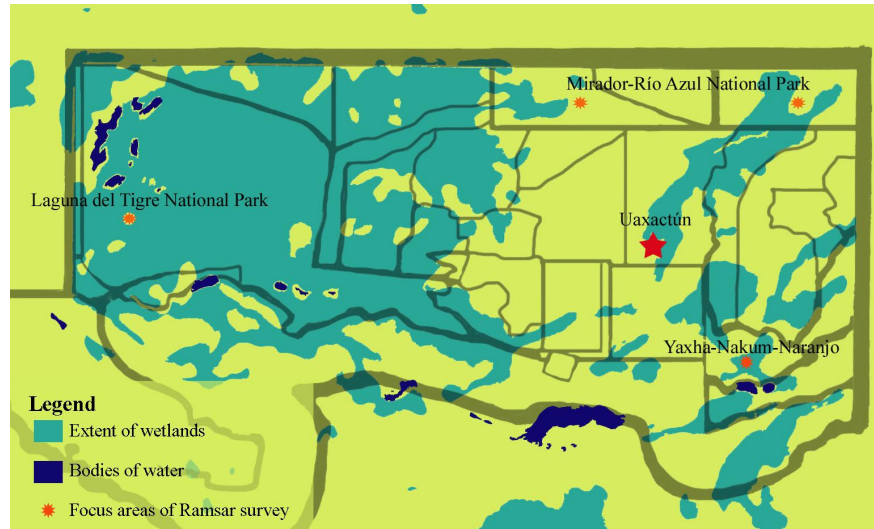 Mirador-Río Azul National Park
Laguna del Tigre National Park
Uaxactún
Yaxha-Nakum-Naranjo
Legend
Extent of wetlands
Bodies of water
Focus areas of Ramsar survey